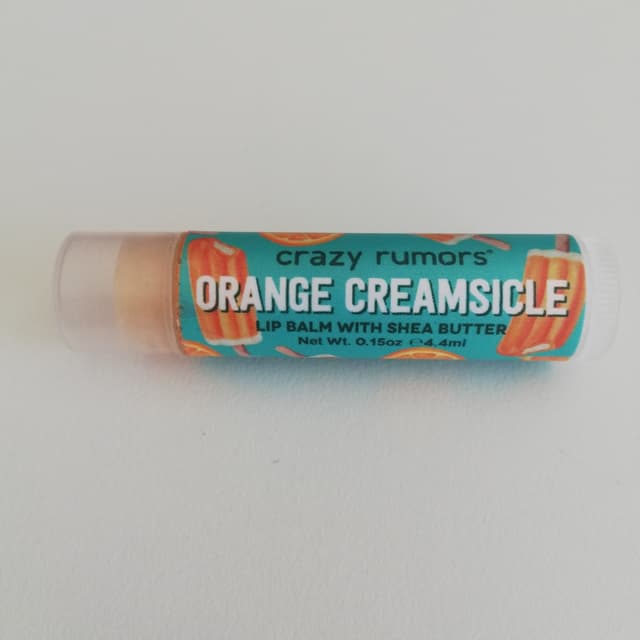 crazy rumors®
ORANGE CREAMSICLE
LIP BALM WITH SHEA BUTTER
Net Wt. 0.15oz ℮4.4ml